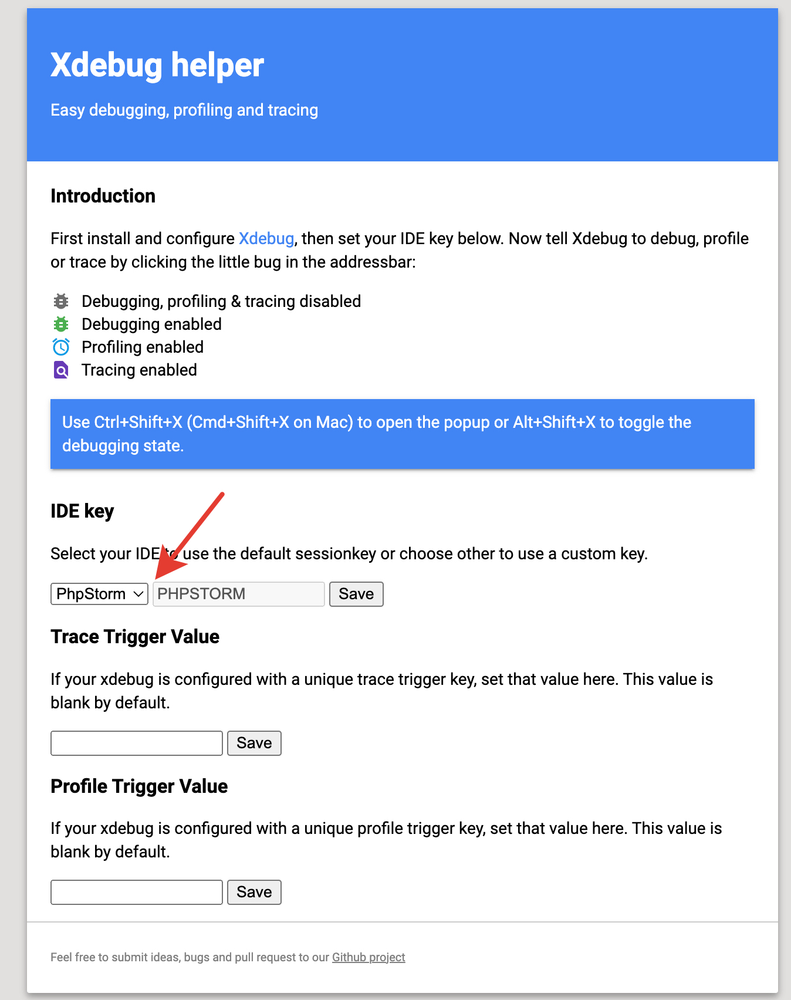 Xdebug helper
Easy debugging, profiling and tracing
Introduction
First install and configure Xdebug, then set your IDE key below. Now tell Xdebug to debug, profile
or trace by clicking the little bug in the addressbar:
Debugging, profiling & tracing disabled
Debugging enabled
Profiling enabled
Tracing enabled
Use Ctrl+Shift+X (Cmd+Shift+X on Mac) to open the popup or Alt+Shift+X to toggle the
debugging state.
IDE key
Select your IDE to use the default sessionkey or choose other to use a custom key.
PhpStorm PHPSTORM Save
Trace Trigger Value
If your xdebug is configured with a unique trace trigger key, set that value here. This value is
blank by default.
Save
Profile Trigger Value
If your xdebug is configured with a unique profile trigger key, set that value here. This value is
blank by default.
Save
Feel free to submit ideas, bugs and pull request to our Github project